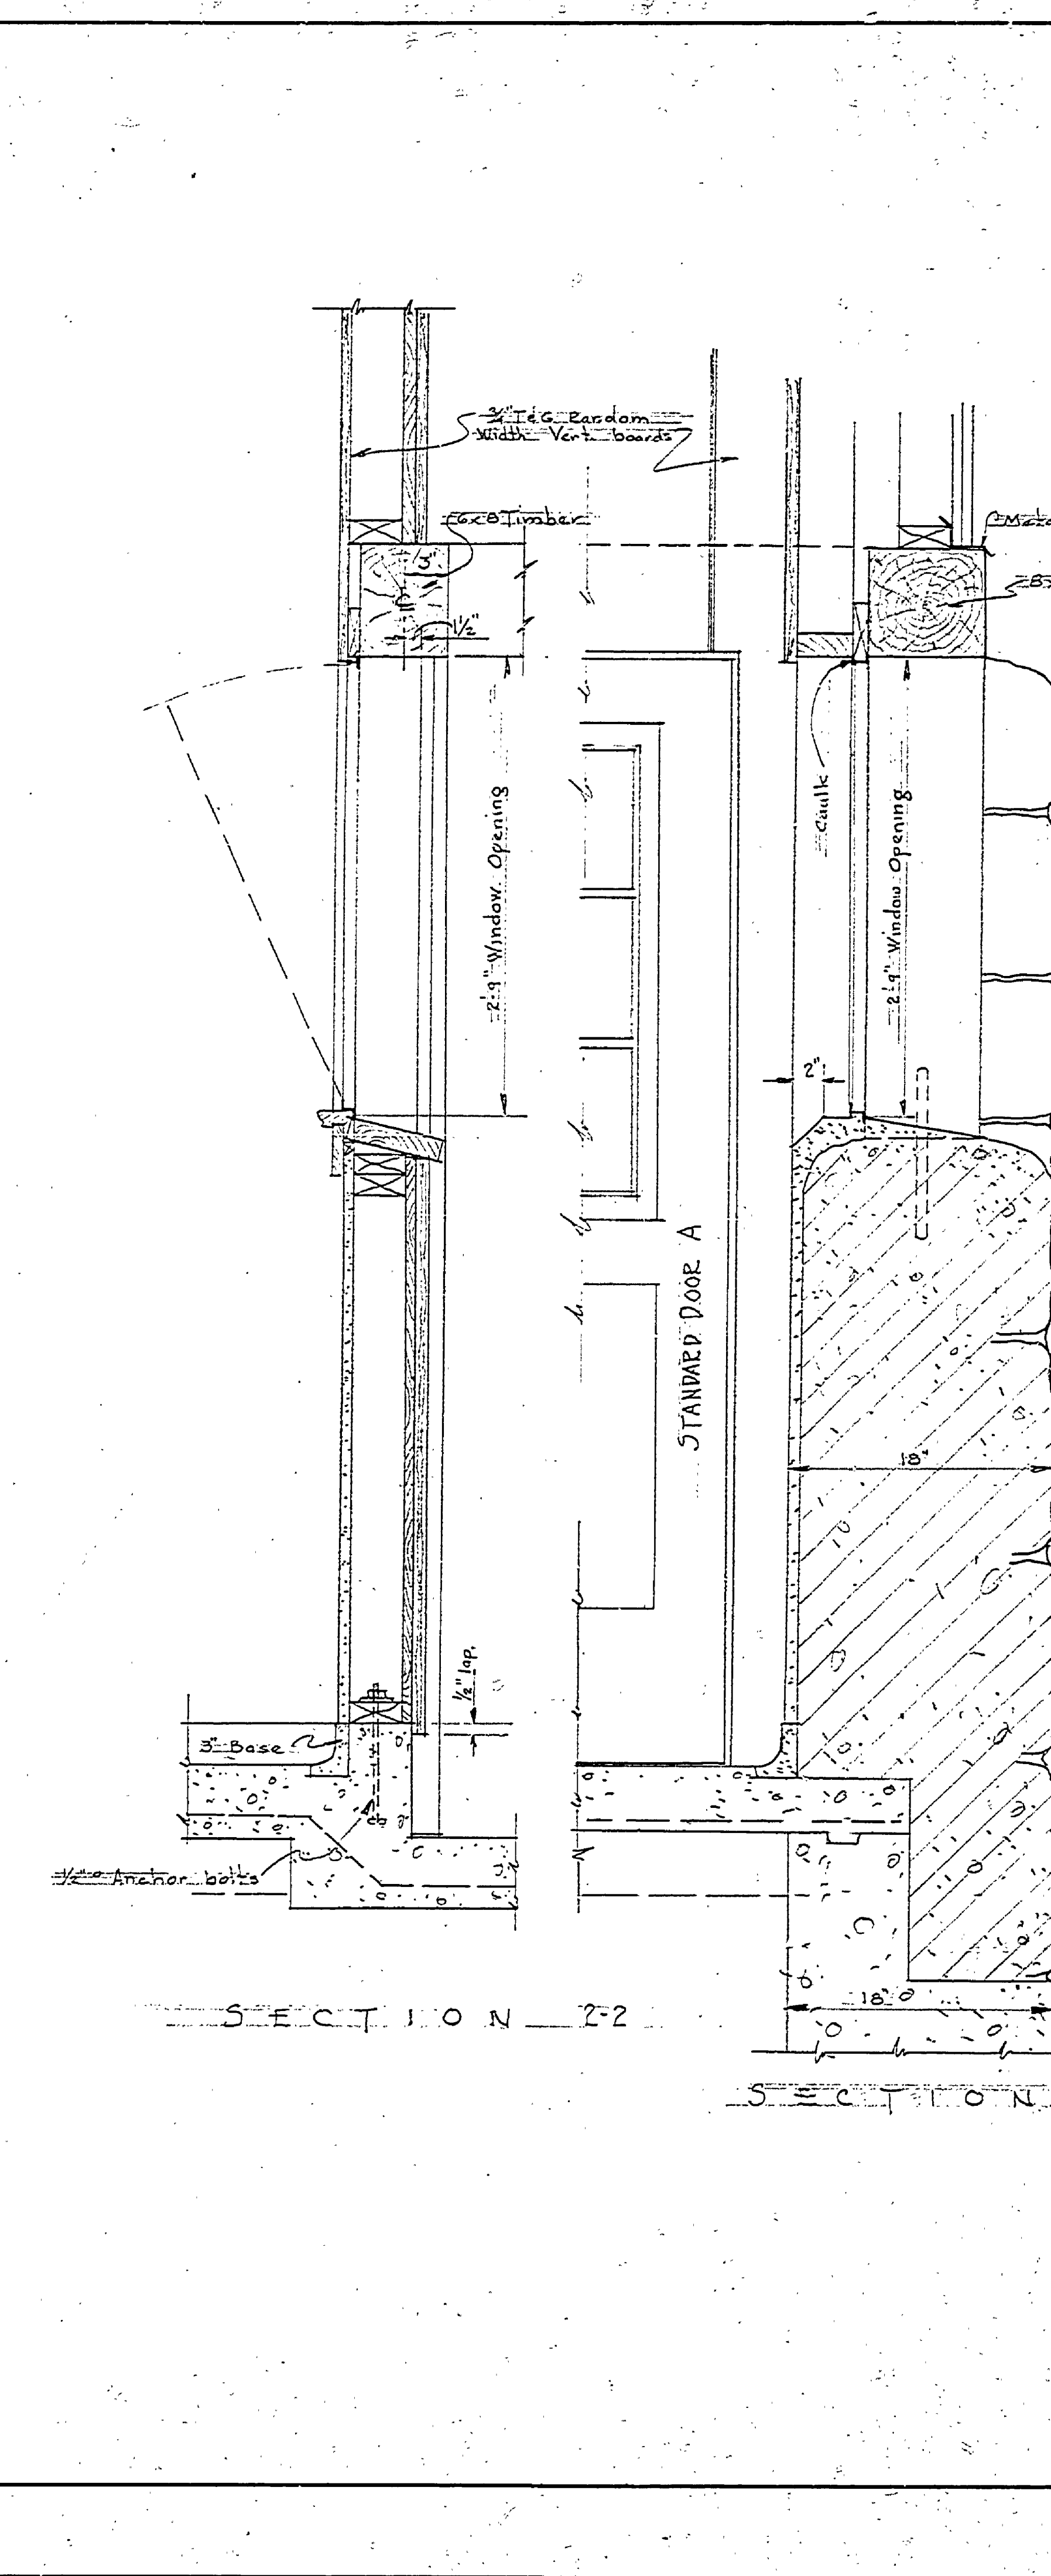 3/4" T&G Random
Width Vert. boards
6x8 Timber
3"
1 1/2"
Caulk
2'-9" Window Opening
2'-9" Window Opening
2"
STANDARD DOOR A
18"
1/2" lap.
3" Base
1/2" ø Anchor bolts
18"
SECTION 2-2
SECTION